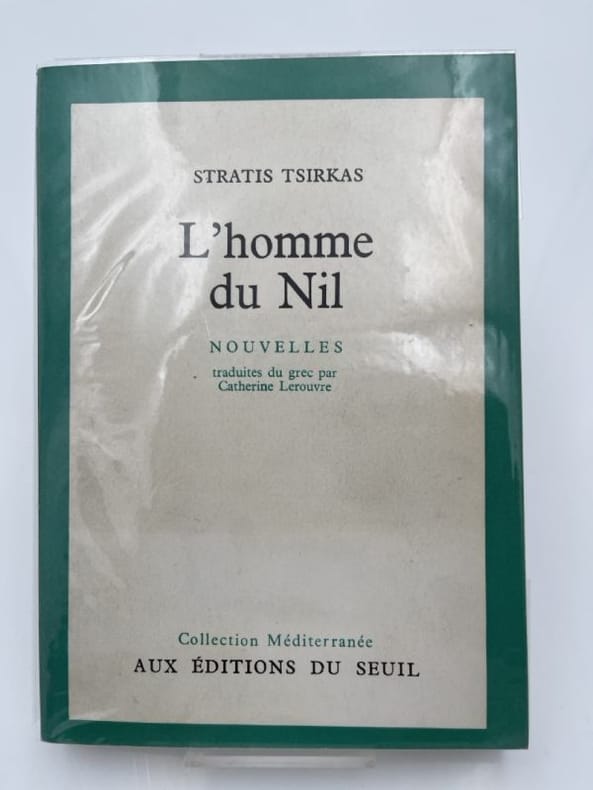 STRATIS TSIRKAS
L'homme
du Nil
NOUVELLES
traduites du grec par
Catherine Lerouvre
Collection Méditerranée
AUX ÉDITIONS DU SEUIL